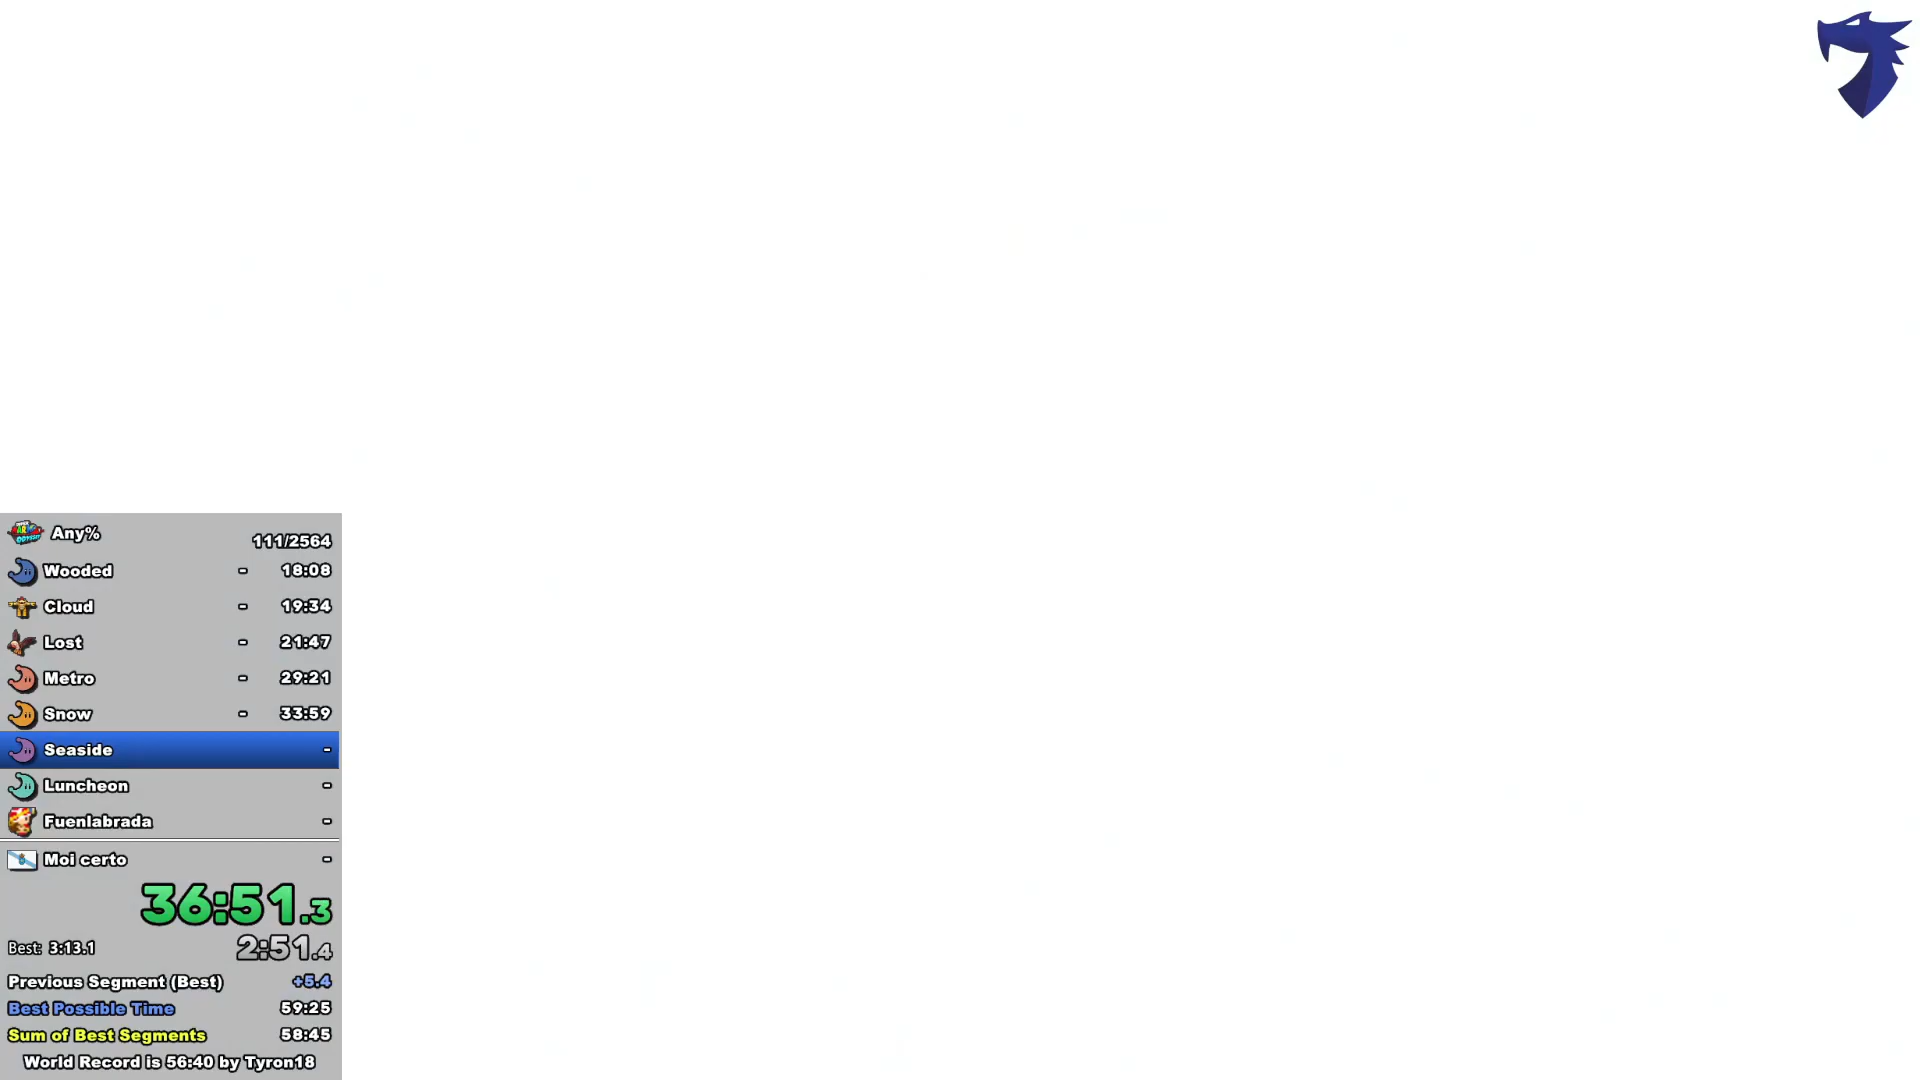 Any%
111/2564
Wooded - 18:08
Cloud - 19:34
Lost - 21:47
Metro - 29:21
Snow - 33:59
Seaside -
Luncheon -
Fuenlabrada -
Moi certo -
36:51.3
Best: 3:13.1 2:51.4
Previous Segment (Best) +5.4
Best Possible Time 59:25
Sum of Best Segments 58:45
World Record is 56:40 by Tyron18